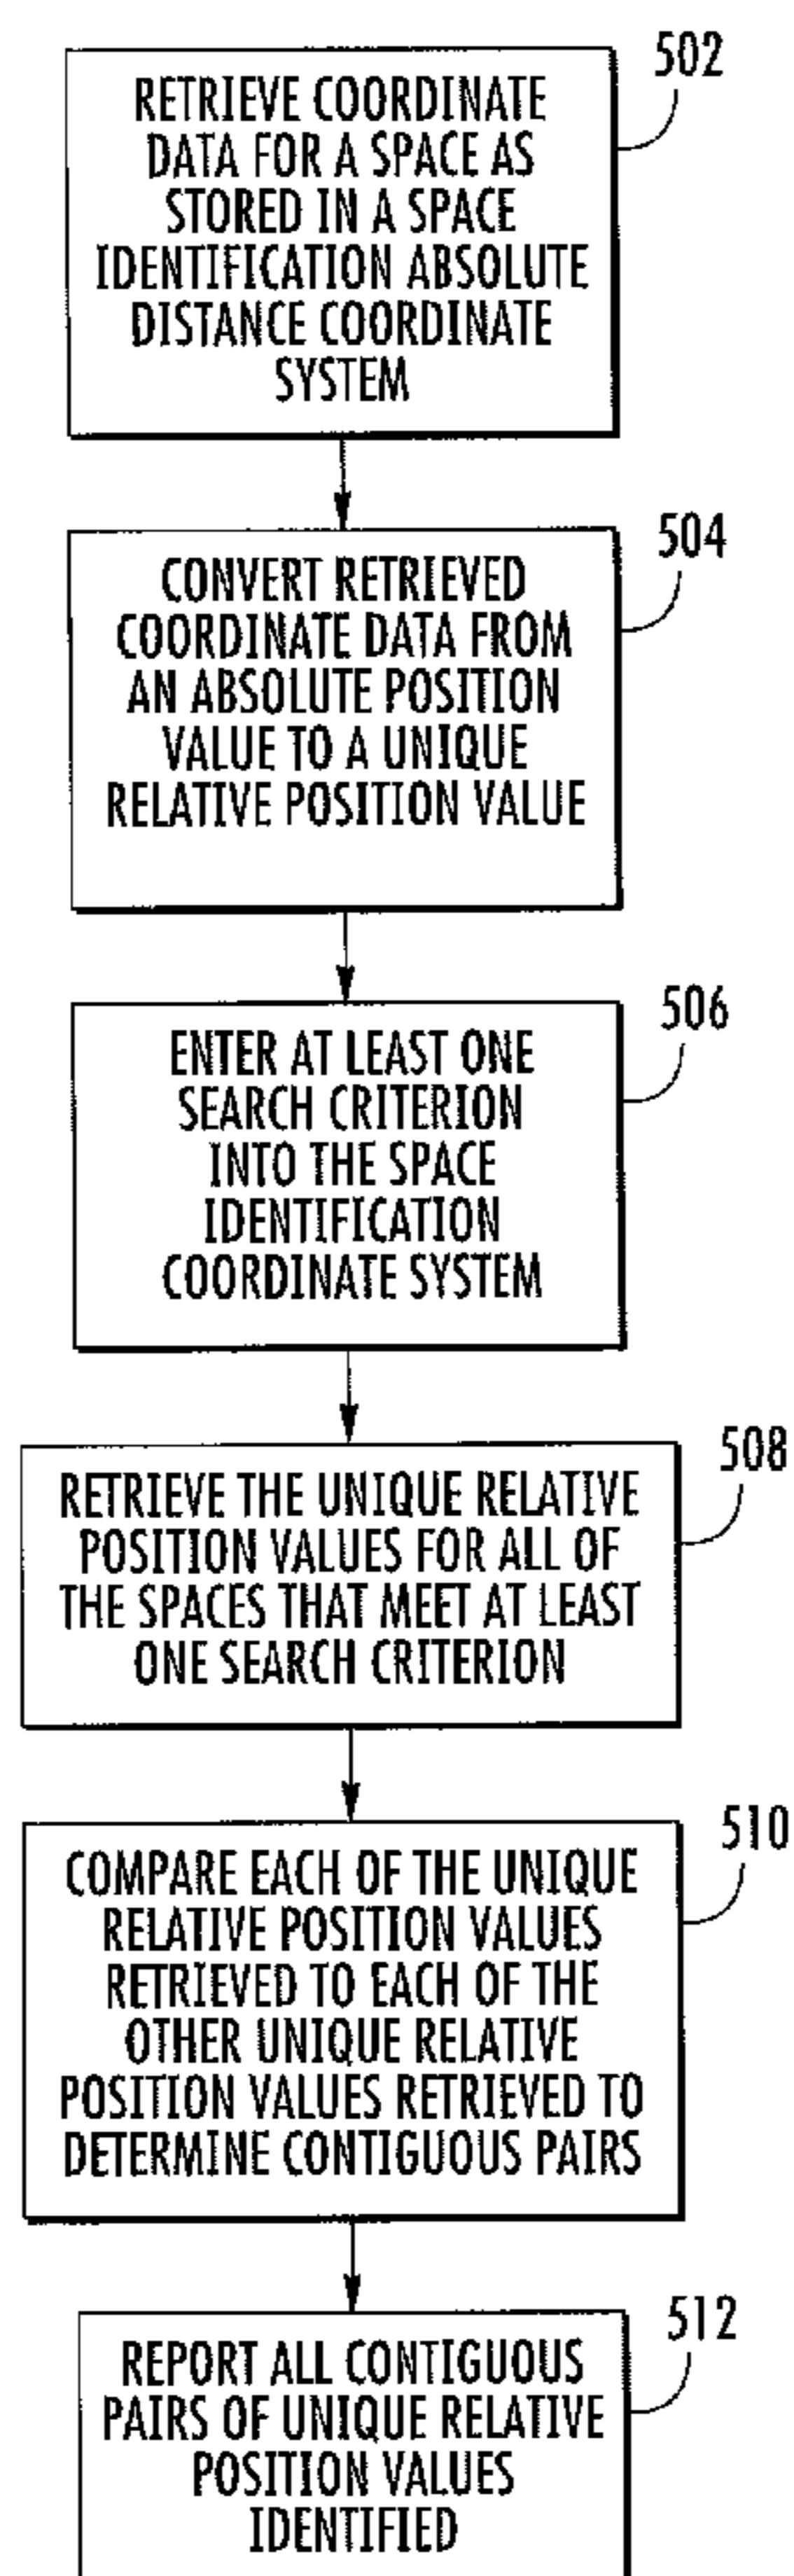 502
RETRIEVE COORDINATE
DATA FOR A SPACE AS
STORED IN A SPACE
IDENTIFICATION ABSOLUTE
DISTANCE COORDINATE
SYSTEM
504
CONVERT RETRIEVED
COORDINATE DATA FROM
AN ABSOLUTE POSITION
VALUE TO A UNIQUE
RELATIVE POSITION VALUE
506
ENTER AT LEAST ONE
SEARCH CRITERION
INTO THE SPACE
IDENTIFICATION
COORDINATE SYSTEM
508
RETRIEVE THE UNIQUE RELATIVE
POSITION VALUES FOR ALL OF
THE SPACES THAT MEET AT LEAST
ONE SEARCH CRITERION
510
COMPARE EACH OF THE UNIQUE
RELATIVE POSITION VALUES
RETRIEVED TO EACH OF THE
OTHER UNIQUE RELATIVE
POSITION VALUES RETRIEVED TO
DETERMINE CONTIGUOUS PAIRS
512
REPORT ALL CONTIGUOUS
PAIRS OF UNIQUE RELATIVE
POSITION VALUES
IDENTIFIED